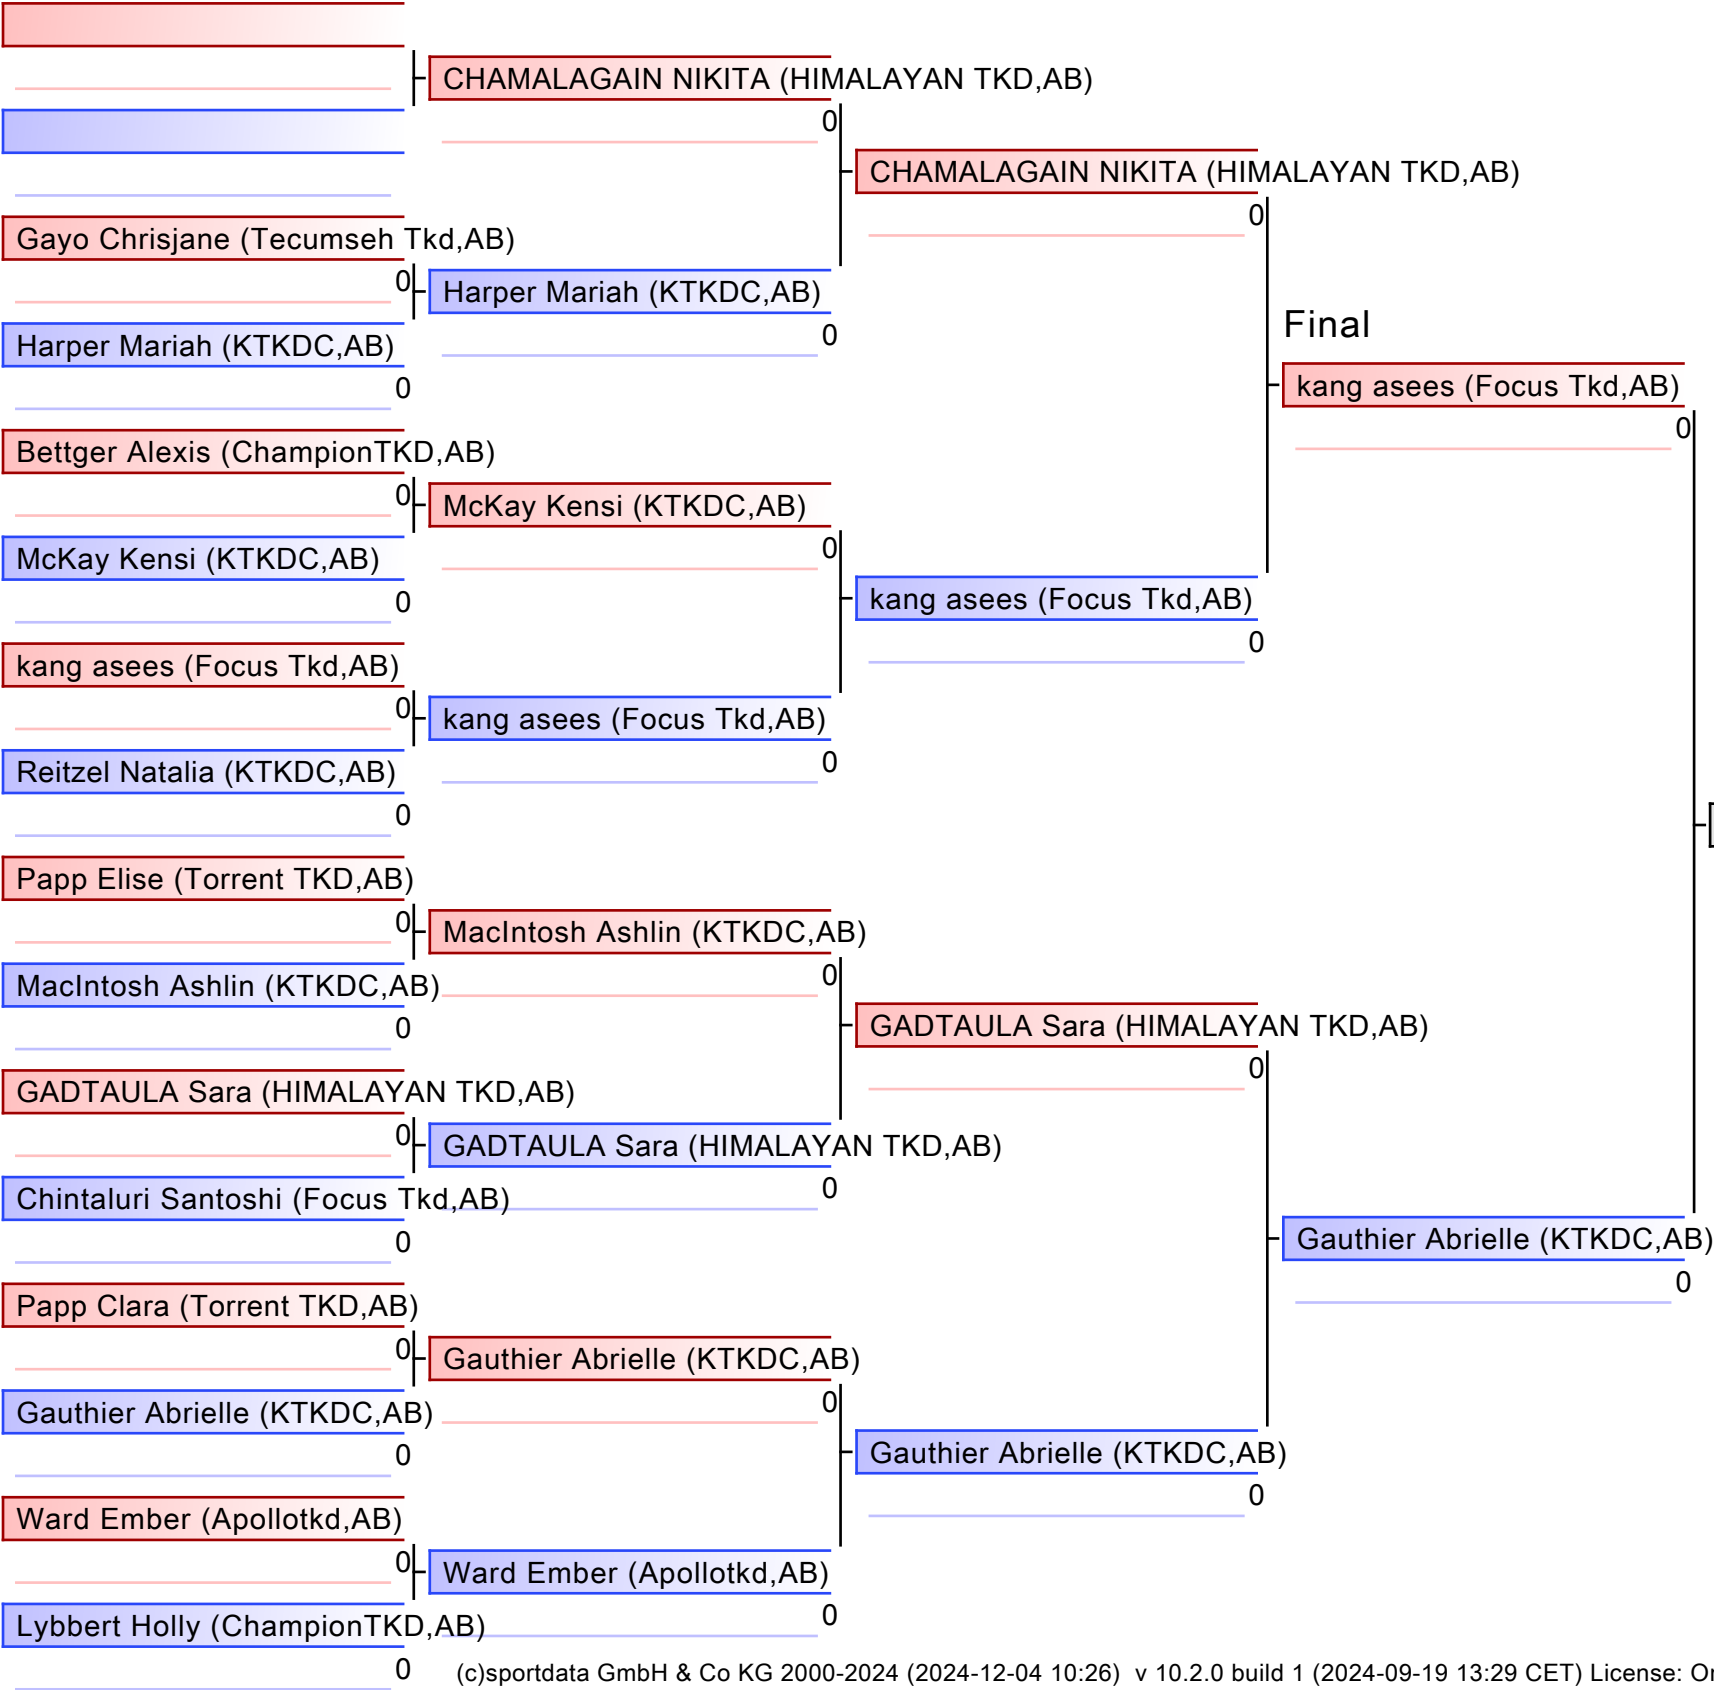 CHAMALAGAIN NIKITA (HIMALAYAN TKD,AB)
0
CHAMALAGAIN NIKITA (HIMALAYAN TKD,AB)
0
Gayo Chrisjane (Tecumseh Tkd,AB)
0
Harper Mariah (KTKDC,AB)
0
Final
Harper Mariah (KTKDC,AB)
0
kang asees (Focus Tkd,AB)
0
Bettger Alexis (ChampionTKD,AB)
0
McKay Kensi (KTKDC,AB)
0
McKay Kensi (KTKDC,AB)
0
kang asees (Focus Tkd,AB)
0
kang asees (Focus Tkd,AB)
0
kang asees (Focus Tkd,AB)
0
Reitzel Natalia (KTKDC,AB)
0
Papp Elise (Torrent TKD,AB)
0
MacIntosh Ashlin (KTKDC,AB)
0
MacIntosh Ashlin (KTKDC,AB)
0
GADTAULA Sara (HIMALAYAN TKD,AB)
0
GADTAULA Sara (HIMALAYAN TKD,AB)
0
GADTAULA Sara (HIMALAYAN TKD,AB)
0
Chintaluri Santoshi (Focus Tkd,AB)
0
Gauthier Abrielle (KTKDC,AB)
0
Papp Clara (Torrent TKD,AB)
0
Gauthier Abrielle (KTKDC,AB)
0
Gauthier Abrielle (KTKDC,AB)
0
Gauthier Abrielle (KTKDC,AB)
0
Ward Ember (Apollotkd,AB)
0
Ward Ember (Apollotkd,AB)
0
Lybbert Holly (ChampionTKD,AB)
0
(c)sportdata GmbH & Co KG 2000-2024 (2024-12-04 10:26) v 10.2.0 build 1 (2024-09-19 13:29 CET) License: